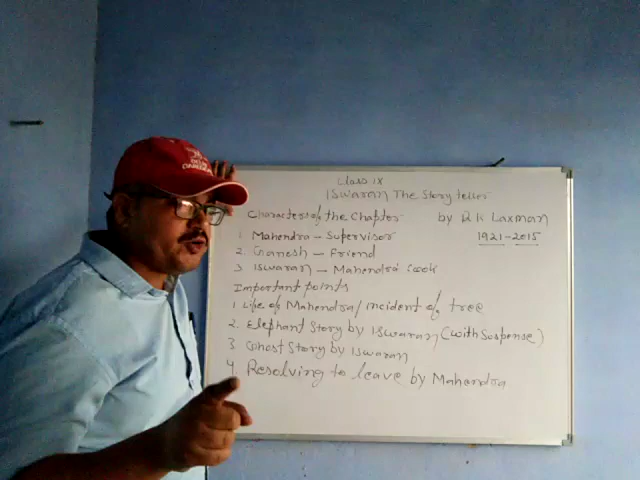 Class IX
Iswaran The Story teller
Characters of the Chapter by R K Laxman
1. Mahendra – Supervisor 1921-2015
2. Ganesh – Friend
3 Iswaran – Mahendra' Cook
Important points
1 Life of Mahendra/incident of tree
2. Elephant Story by Iswaran (with Suspense)
3 Ghost Story by Iswaran
4 Resolving to leave by Mahendra